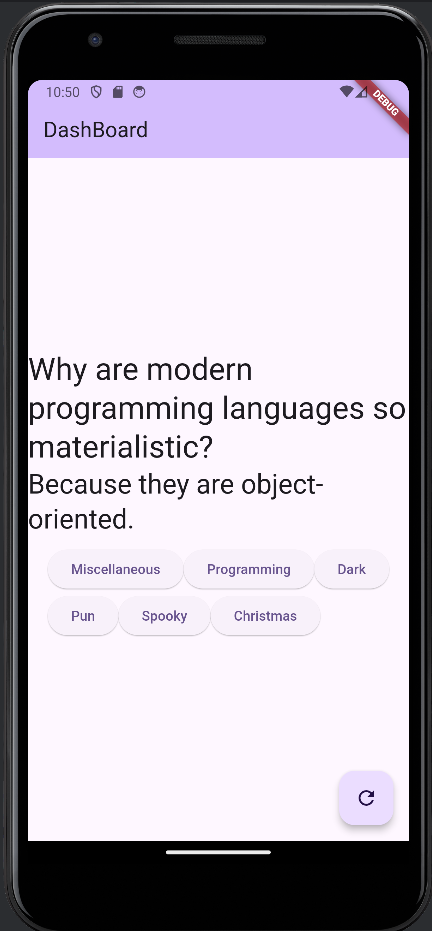 10:50
DEBUG
DashBoard
Why are modern
programming languages so
materialistic?
Because they are object-
oriented.
Miscellaneous Programming Dark
Pun Spooky Christmas